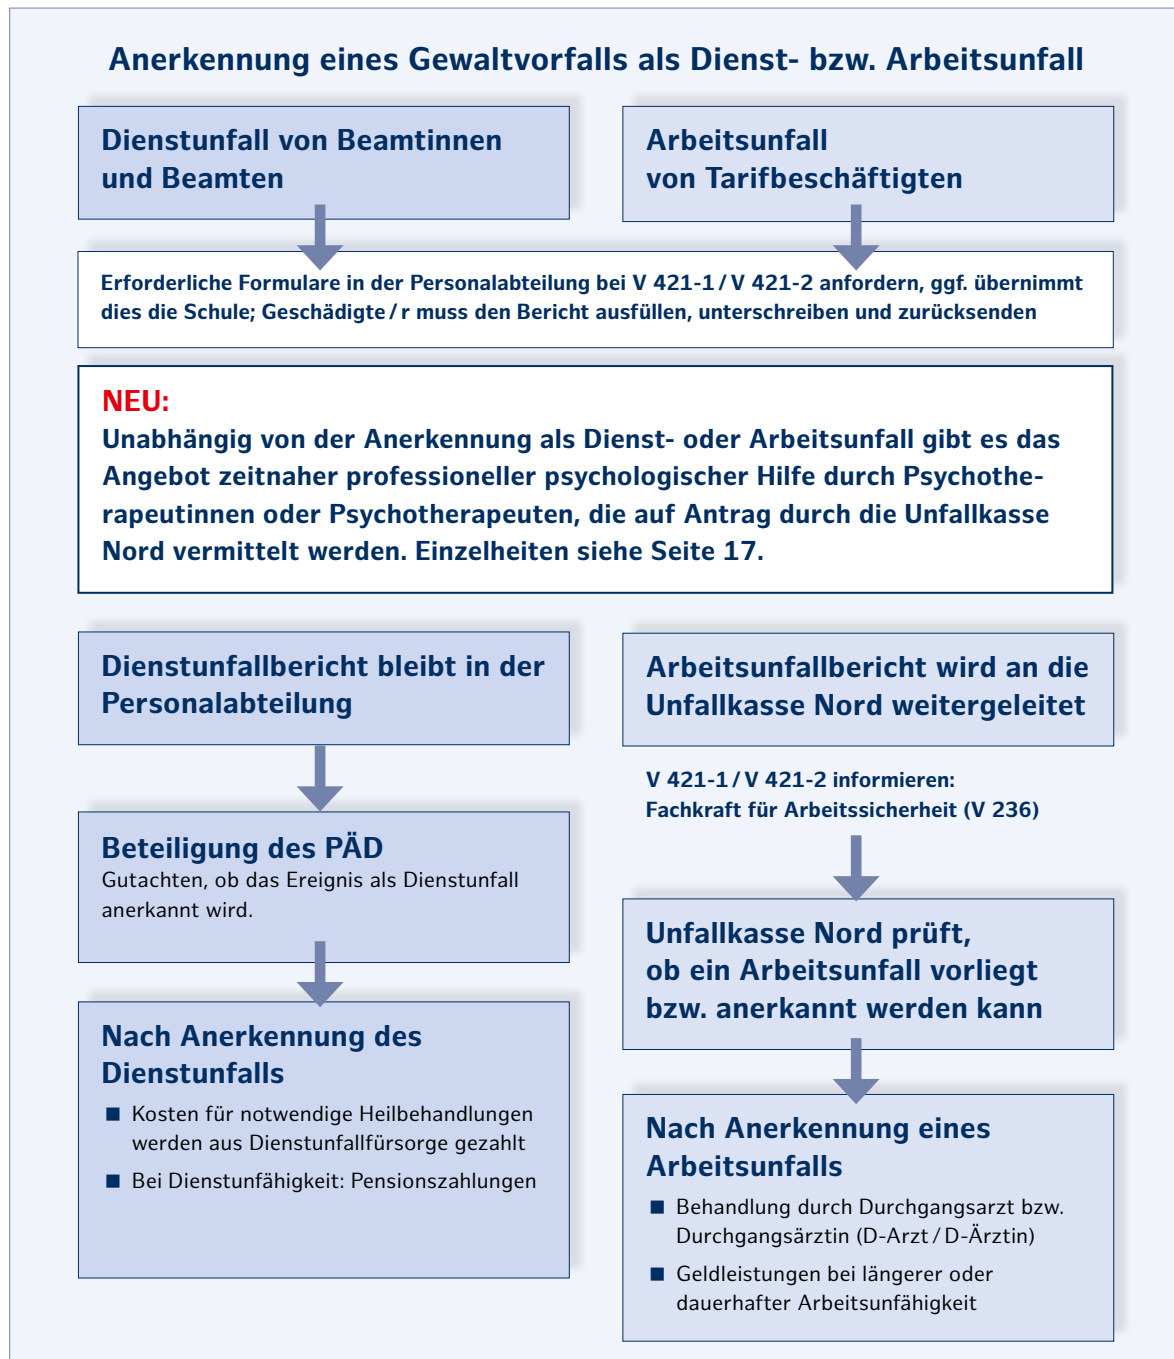 Anerkennung eines Gewaltvorfalls als Dienst- bzw. Arbeitsunfall
Dienstunfall von Beamtinnen
und Beamten
Arbeitsunfall
von Tarifbeschäftigten
Erforderliche Formulare in der Personalabteilung bei V 421-1 / V 421-2 anfordern, ggf. übernimmt
dies die Schule; Geschädigte / r muss den Bericht ausfüllen, unterschreiben und zurücksenden
NEU:
Unabhängig von der Anerkennung als Dienst- oder Arbeitsunfall gibt es das
Angebot zeitnaher professioneller psychologischer Hilfe durch Psychothe-
rapeutinnen oder Psychotherapeuten, die auf Antrag durch die Unfallkasse
Nord vermittelt werden. Einzelheiten siehe Seite 17.
Dienstunfallbericht bleibt in der
Personalabteilung
Beteiligung des PÄD
Gutachten, ob das Ereignis als Dienstunfall
anerkannt wird.
Nach Anerkennung des
Dienstunfalls
■ Kosten für notwendige Heilbehandlungen
werden aus Dienstunfallfürsorge gezahlt
■ Bei Dienstunfähigkeit: Pensionszahlungen
Arbeitsunfallbericht wird an die
Unfallkasse Nord weitergeleitet
V 421-1 / V 421-2 informieren:
Fachkraft für Arbeitssicherheit (V 236)
Unfallkasse Nord prüft,
ob ein Arbeitsunfall vorliegt
bzw. anerkannt werden kann
Nach Anerkennung eines
Arbeitsunfalls
■ Behandlung durch Durchgangsarzt bzw.
Durchgangsärztin (D-Arzt / D-Ärztin)
■ Geldleistungen bei längerer oder
dauerhafter Arbeitsunfähigkeit